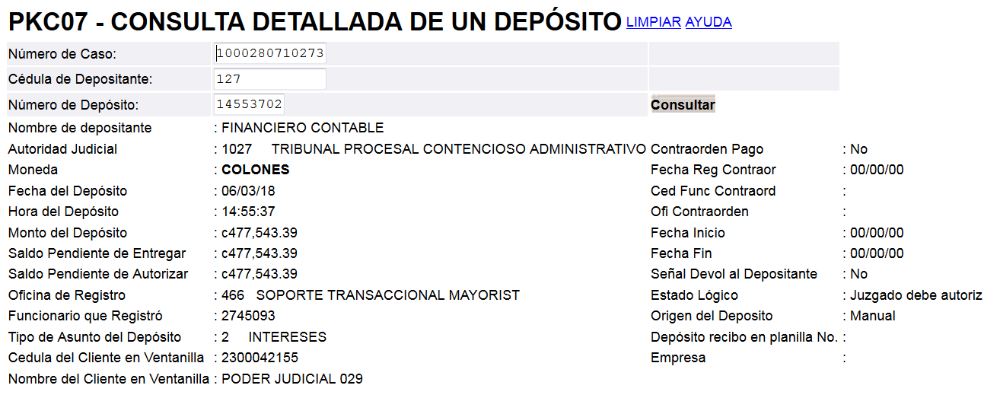 PKC07 - CONSULTA DETALLADA DE UN DEPÓSITO LIMPIAR AYUDA
Número de Caso: 1000280710273
Cédula de Depositante: 127
Número de Depósito: 14553702 Consultar
Nombre de depositante : FINANCIERO CONTABLE
Autoridad Judicial : 1027 TRIBUNAL PROCESAL CONTENCIOSO ADMINISTRATIVO Contraorden Pago : No
Moneda : COLONES Fecha Reg Contraor : 00/00/00
Fecha del Depósito : 06/03/18 Ced Func Contraord :
Hora del Depósito : 14:55:37 Ofi Contraorden :
Monto del Depósito : c477,543.39 Fecha Inicio : 00/00/00
Saldo Pendiente de Entregar : c477,543.39 Fecha Fin : 00/00/00
Saldo Pendiente de Autorizar : c477,543.39 Señal Devol al Depositante : No
Oficina de Registro : 466 SOPORTE TRANSACCIONAL MAYORIST Estado Lógico : Juzgado debe autoriz
Funcionario que Registró : 2745093 Origen del Deposito : Manual
Tipo de Asunto del Depósito : 2 INTERESES Depósito recibo en planilla No. :
Cedula del Cliente en Ventanilla : 2300042155 Empresa :
Nombre del Cliente en Ventanilla : PODER JUDICIAL 029